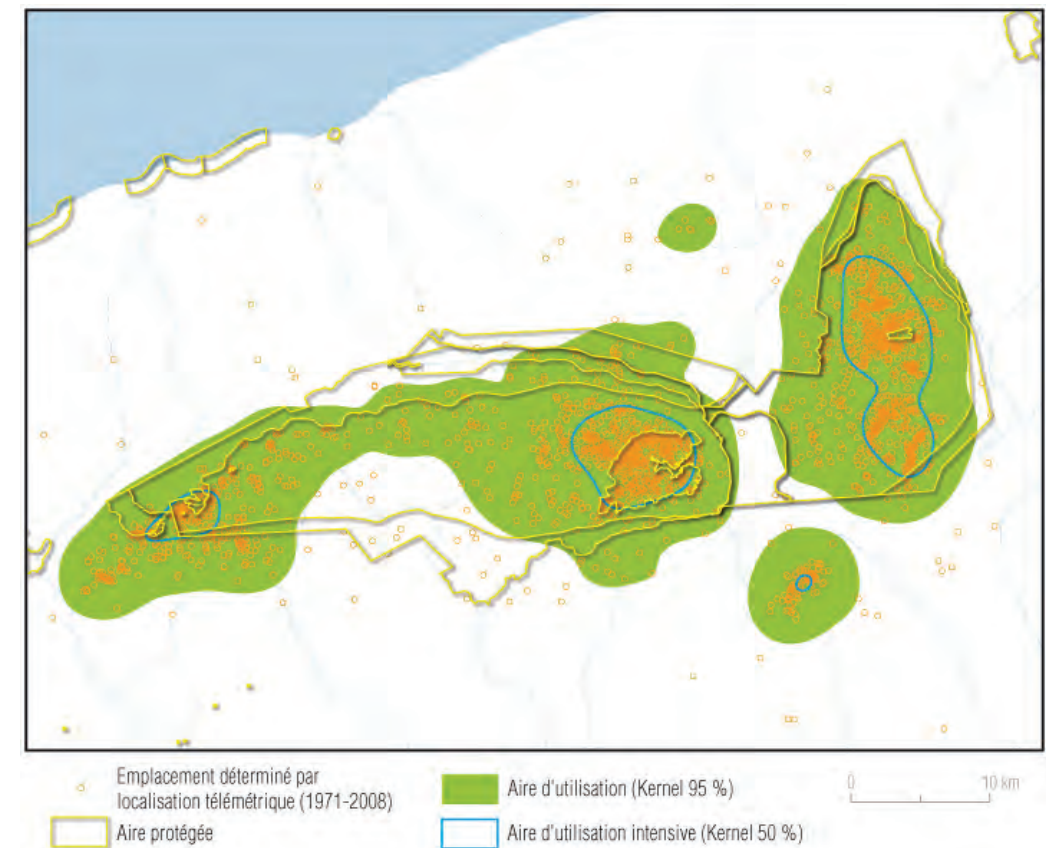 Emplacement déterminé par
localisation télémétrique (1971-2008)
Aire protégée
Aire d'utilisation (Kernel 95 %)
Aire d'utilisation intensive (Kernel 50 %)
0 10 km